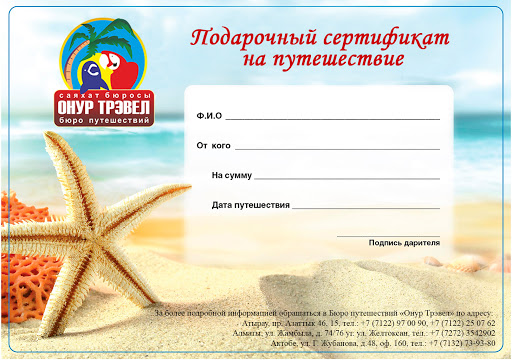 Подарочный сертификат
на путешествие
саяхат бюросы
ОНУР ТРЭВЕЛ
бюро путешествий
Ф.И.О
От кого
На сумму
Дата путешествия
Подпись дарителя
За более подробной информацией обращаться в Бюро путешествий «Онур Трэвел» по адресу:
Атырау, пр. Азаттык 46, 15, тел.: +7 (7122) 97 00 90, +7 (7122) 25 07 62
Алматы, ул. Жамбыла, д. 74/76 уг. ул. Желтоксан, тел.: +7 (7272) 3542902
Актобе, ул. Г. Жубанова, д.48, оф. 160, тел.: +7 (7132) 73-93-80